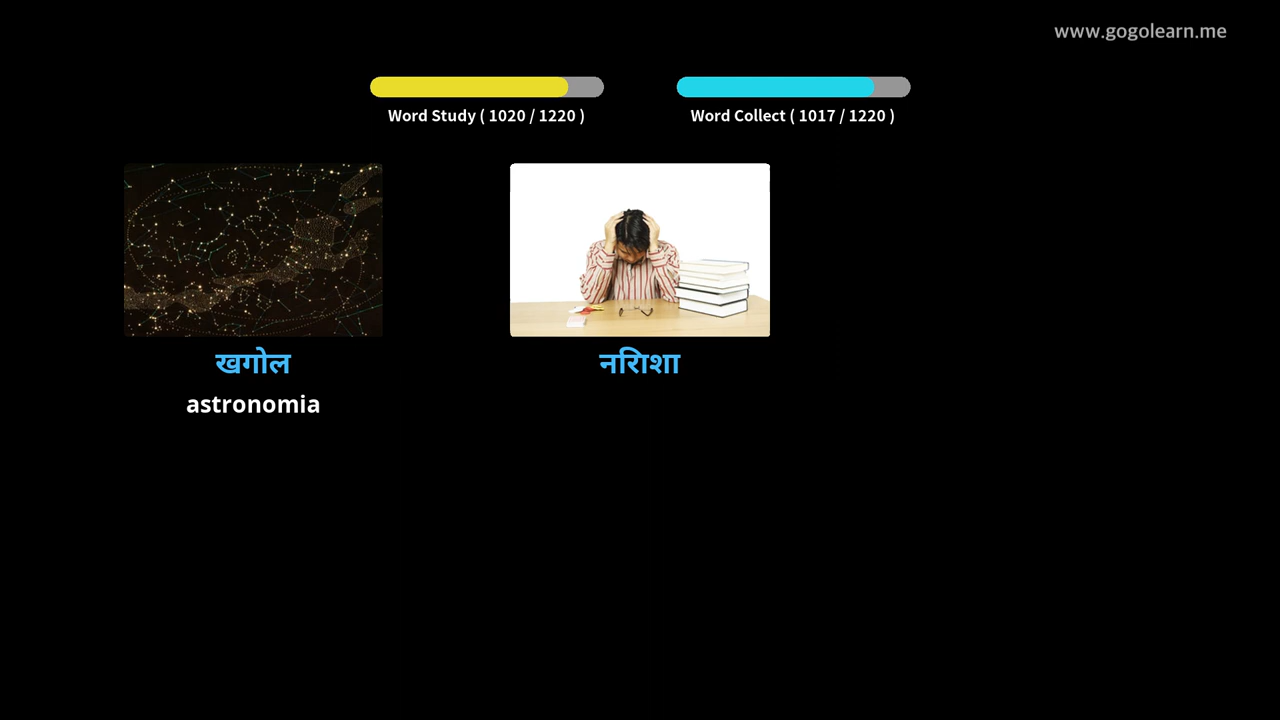 www.gogolearn.me
Word Study ( 1020 / 1220 )
Word Collect ( 1017 / 1220 )
खगोल
astronomia
निराशा